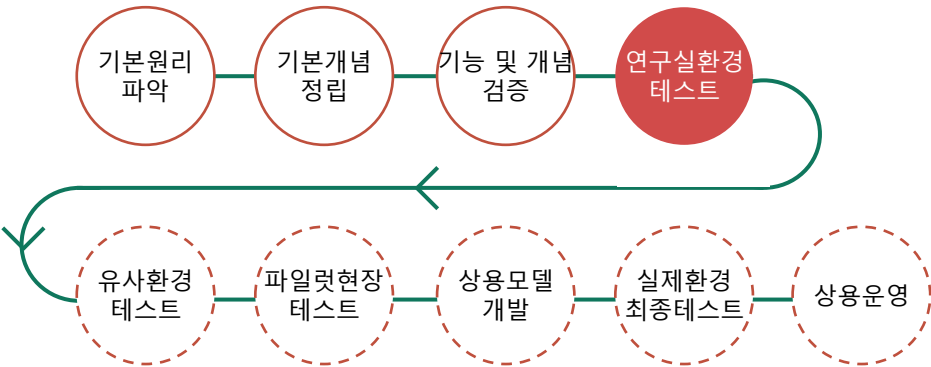 기본원리
파악
기본개념
정립
기능 및 개념
검증
연구실환경
테스트
유사환경
테스트
파일럿현장
테스트
상용모델
개발
실제환경
최종테스트
상용운영